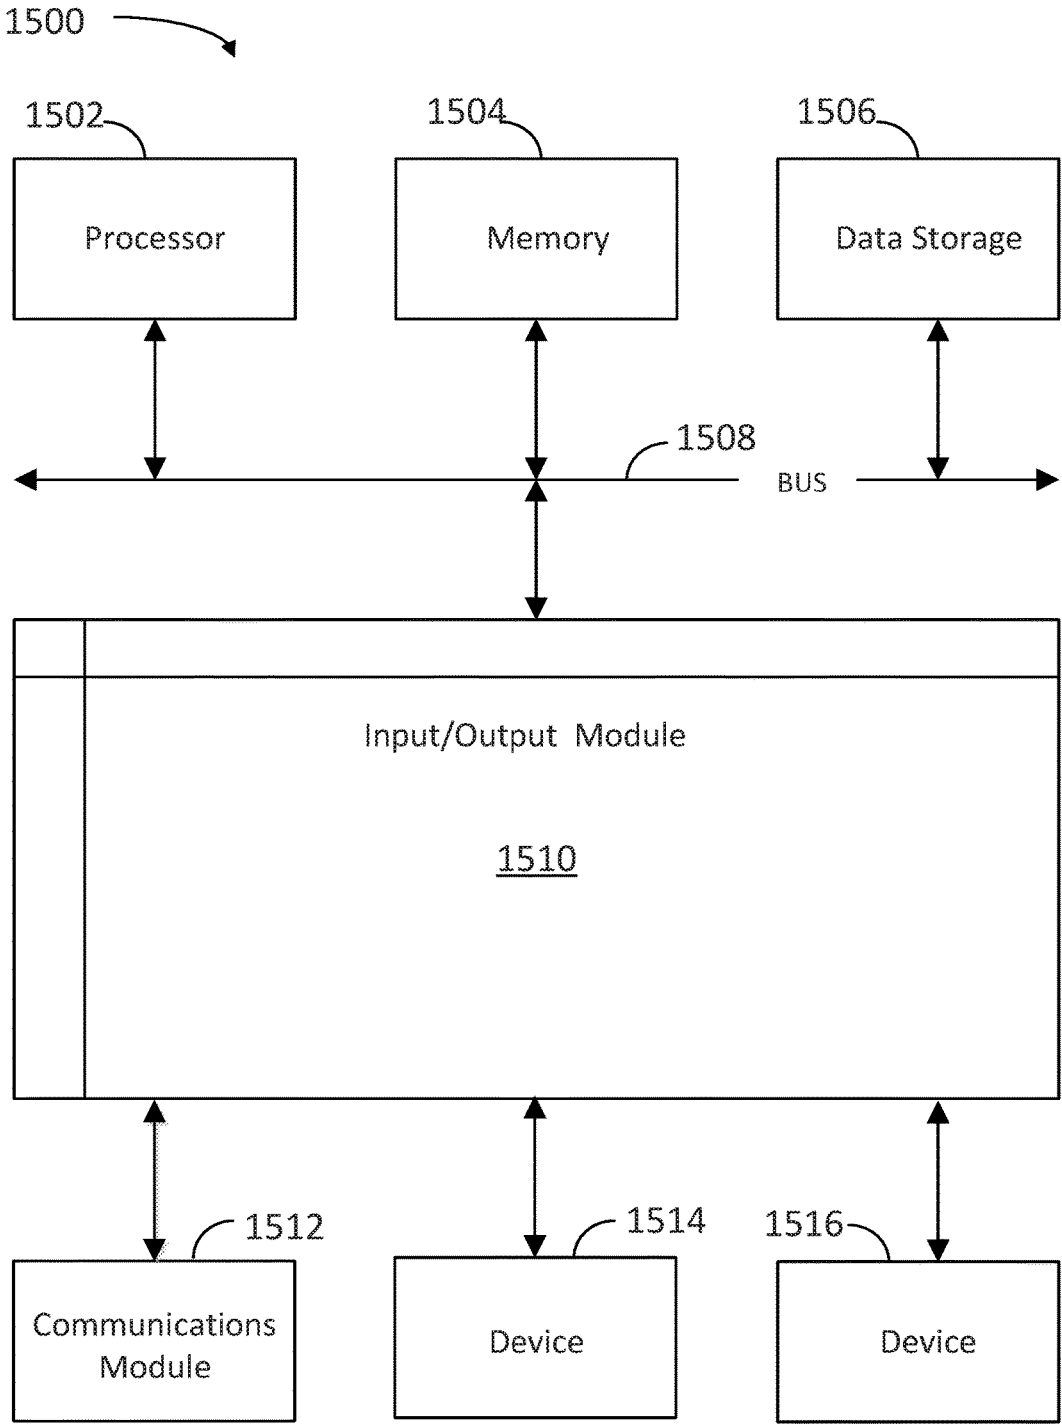 1500
1502
1504
1506
Processor
Memory
Data Storage
1508
BUS
Input/Output Module
1510
1512
1514
1516
Communications
Module
Device
Device